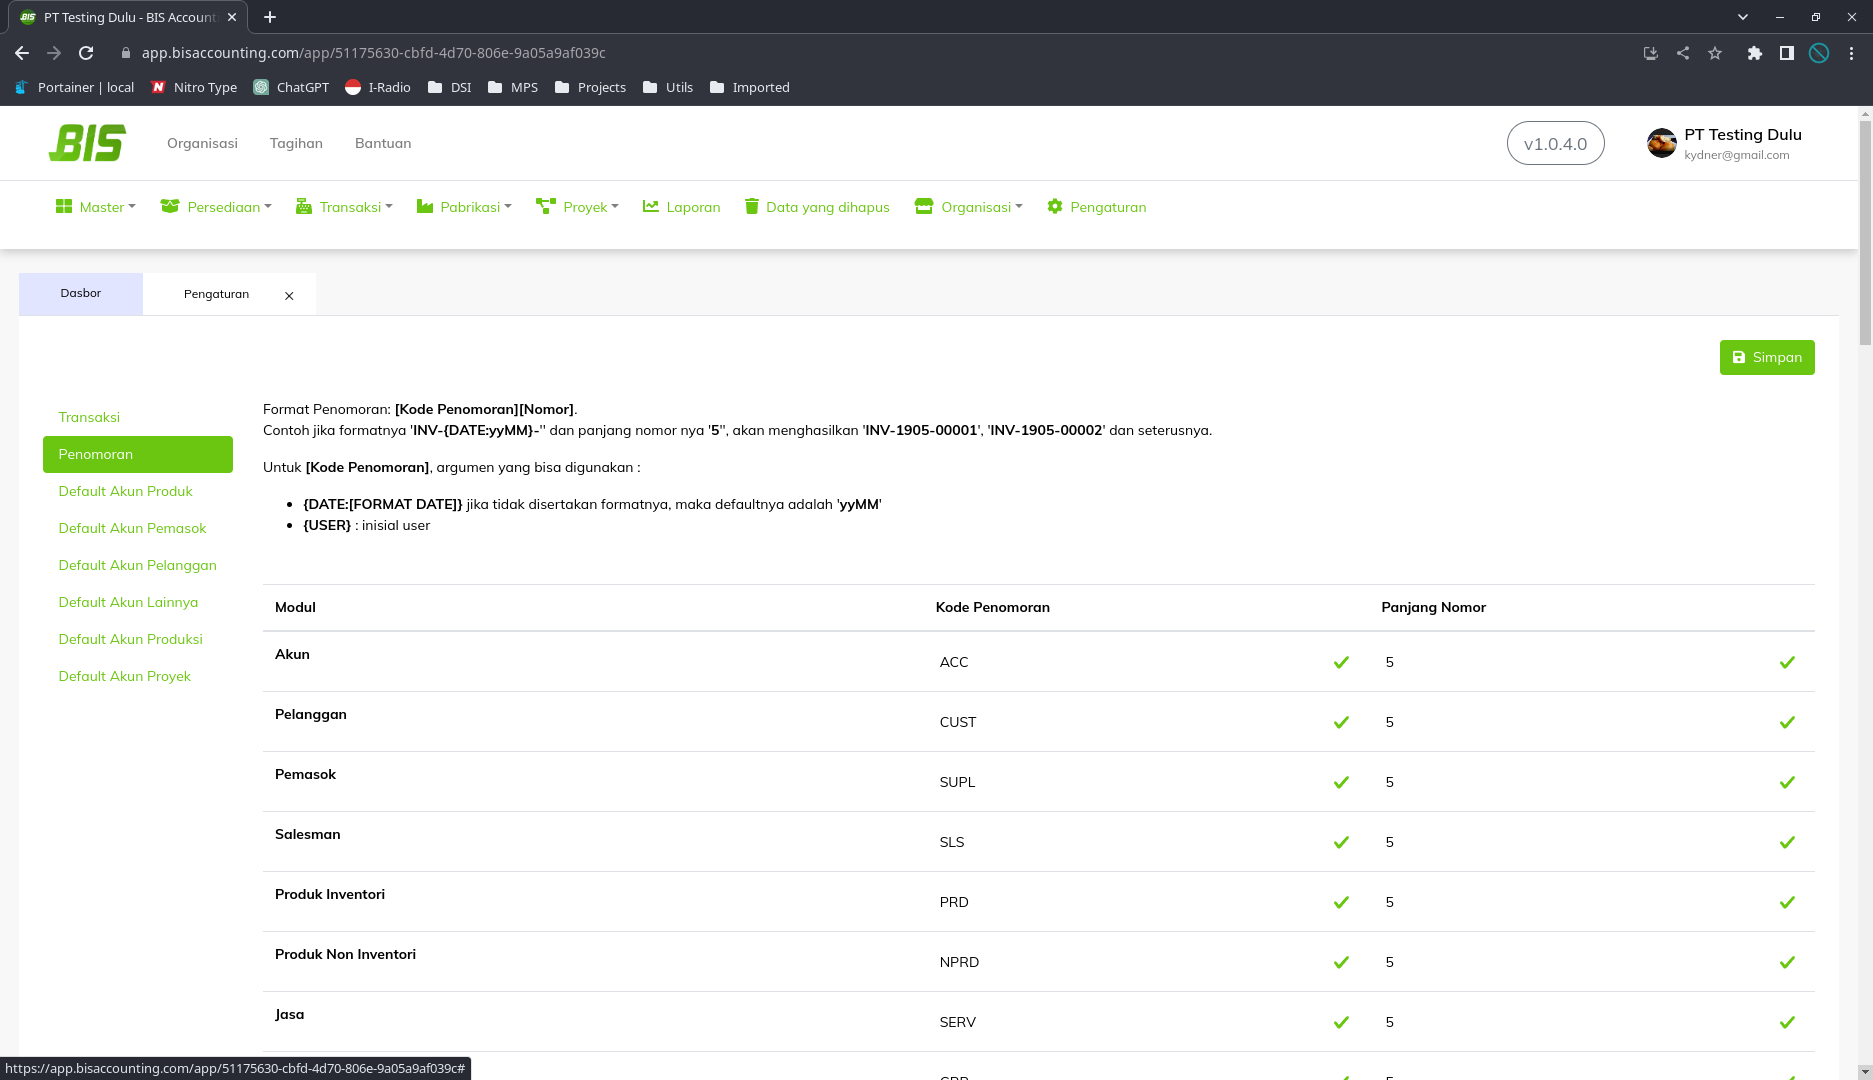 BIS PT Testing Dulu - BIS Account
app.bisaccounting.com/app/51175630-cbfd-4d70-806e-9a05a9af039c
Portainer | local Nitro Type ChatGPT I-Radio DSI MPS Projects Utils Imported
BIS Organisasi Tagihan Bantuan v1.0.4.0 PT Testing Dulu
kydner@gmail.com
Master Persediaan Transaksi Pabrikasi Proyek Laporan Data yang dihapus Organisasi Pengaturan
Dasbor Pengaturan
Simpan
Transaksi
Penomoran
Default Akun Produk
Default Akun Pemasok
Default Akun Pelanggan
Default Akun Lainnya
Default Akun Produksi
Default Akun Proyek
Format Penomoran: [Kode Penomoran][Nomor].
Contoh jika formatnya 'INV-{DATE:yyMM}-" dan panjang nomor nya '5", akan menghasilkan 'INV-1905-00001', 'INV-1905-00002' dan seterusnya.
Untuk [Kode Penomoran], argumen yang bisa digunakan :
{DATE:[FORMAT DATE]} jika tidak disertakan formatnya, maka defaultnya adalah 'yyMM'
{USER} : inisial user
Modul Kode Penomoran Panjang Nomor
Akun ACC 5
Pelanggan CUST 5
Pemasok SUPL 5
Salesman SLS 5
Produk Inventori PRD 5
Produk Non Inventori NPRD 5
Jasa SERV 5
https://app.bisaccounting.com/app/51175630-cbfd-4d70-806e-9a05a9af039c#